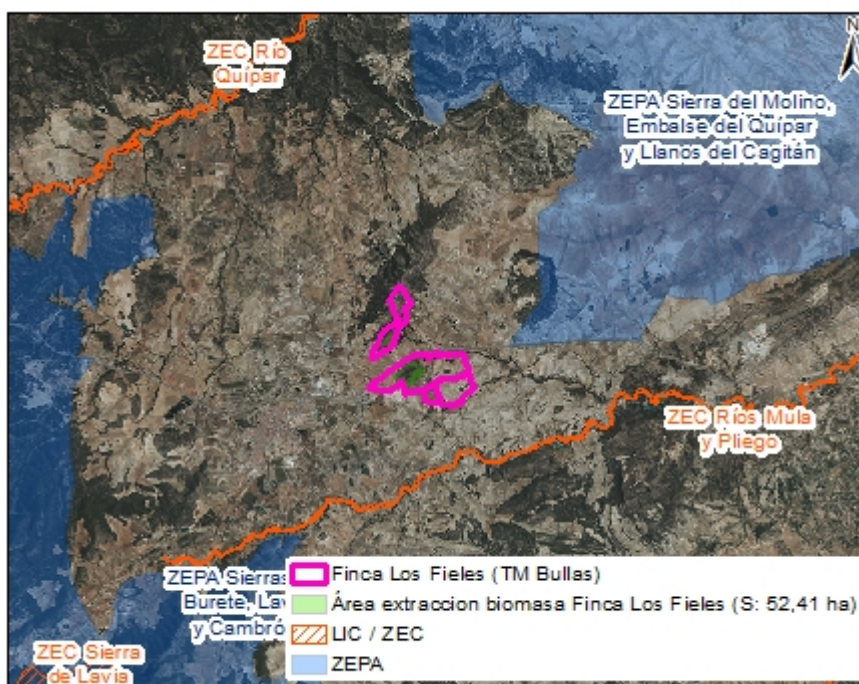 ZEC Río
Quípar
N
ZEPA Sierra del Molino,
Embalse del Quípar
y Llanos del Cagitán
ZEC Ríos Mula
y Pliego
ZEPA Sierras
Burete, Lav
y Cambró
ZEC Sierra
de Lavia
Finca Los Fieles (TM Bullas)
Área extraccion biomasa Finca Los Fieles (S: 52,41 ha)
LIC / ZEC
ZEPA